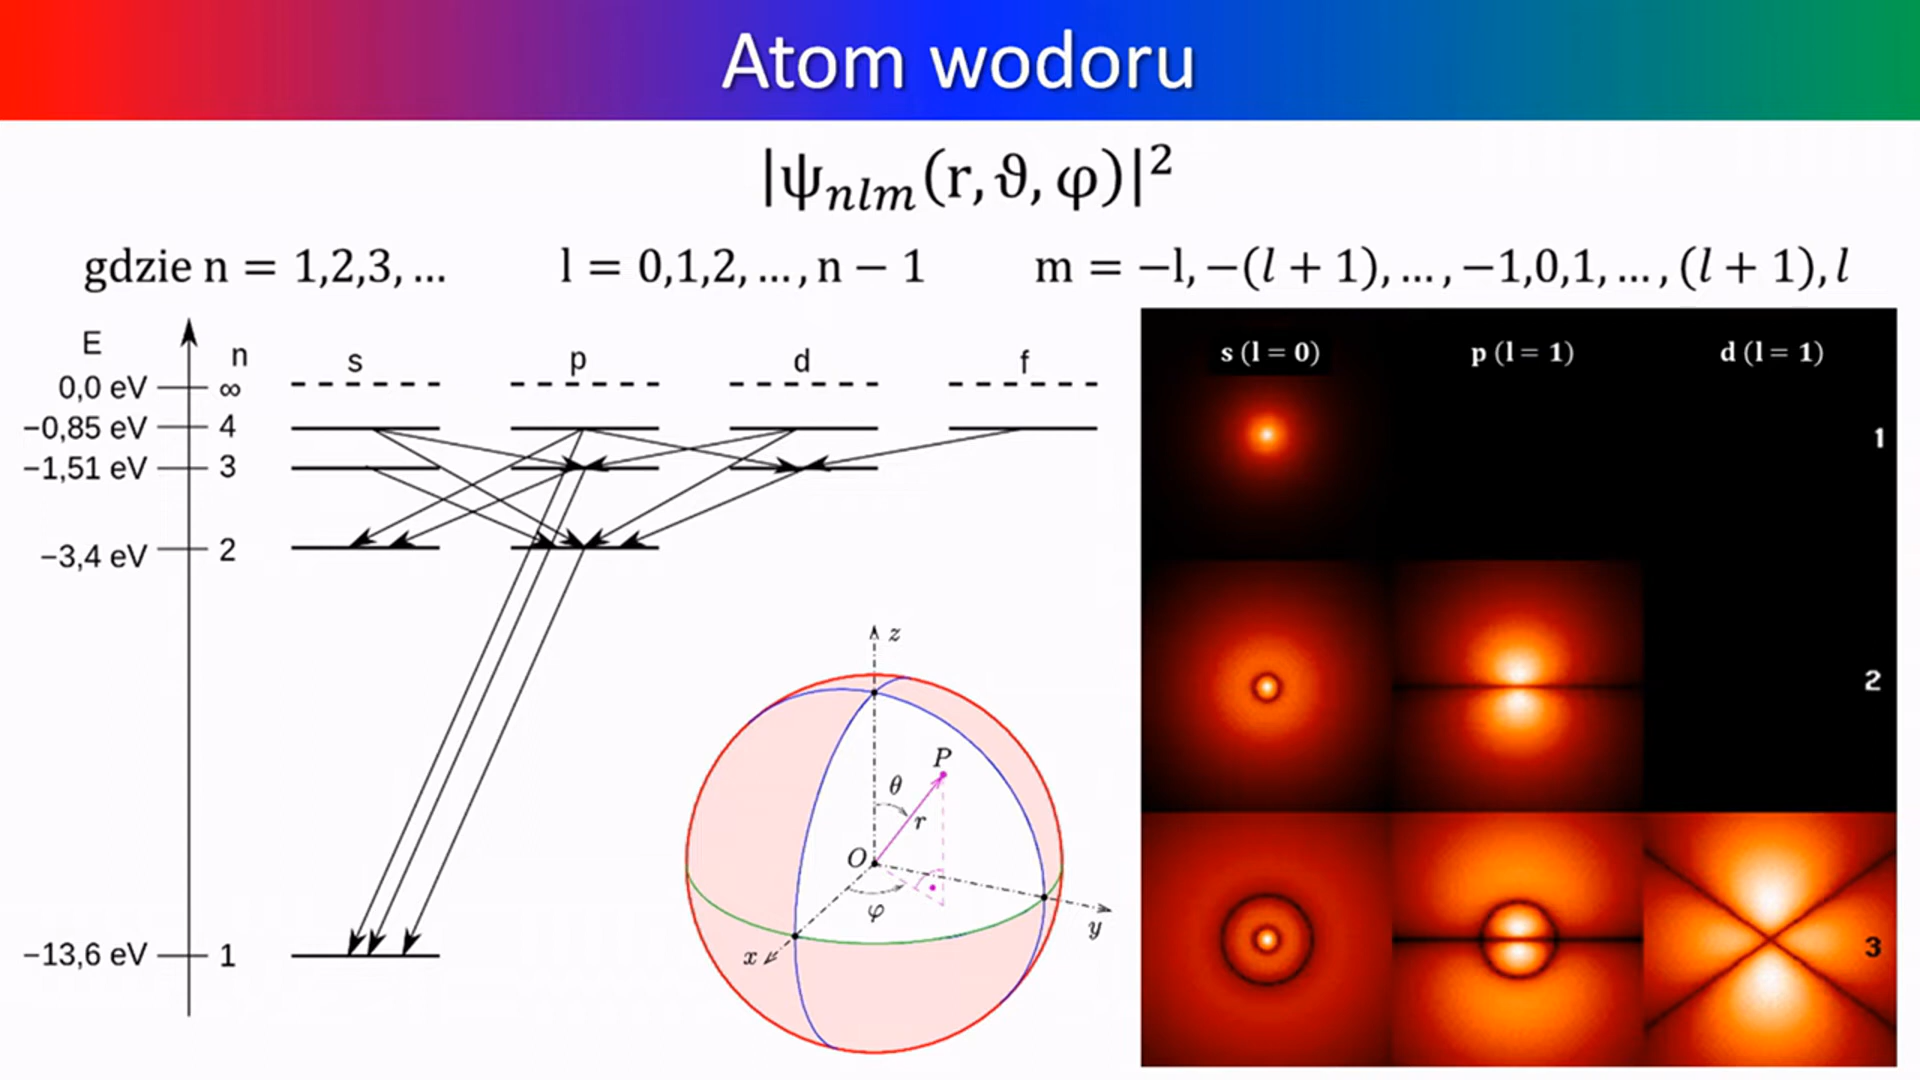 Atom wodoru
|ψₙₗₘ(r, ϑ, φ)|²
gdzie n = 1,2,3, ... l = 0,1,2, ... , n − 1 m = −l, −(l + 1), ... , −1,0,1, ... , (l + 1), l
E n s p d f
0,0 eV ∞
−0,85 eV 4
−1,51 eV 3
−3,4 eV 2
−13,6 eV 1
z
P
θ
r
O
φ
x
y
s (l = 0) p (l = 1) d (l = 1)
1
2
3